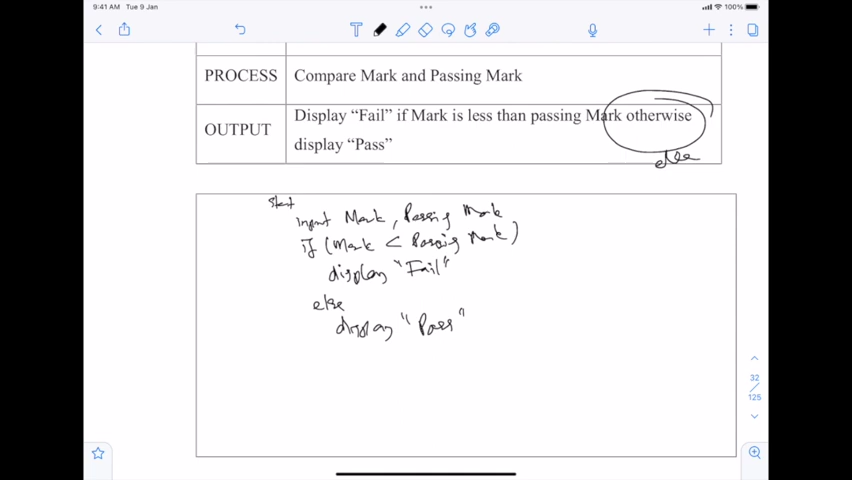 9:41 AM Tue 9 Jan
100%
PROCESS Compare Mark and Passing Mark
OUTPUT Display “Fail” if Mark is less than passing Mark otherwise
display “Pass”
else
Start
input Mark, Passing Mark
if (Mark < Passing Mark)
display "Fail"
else
display "Pass"
32
125